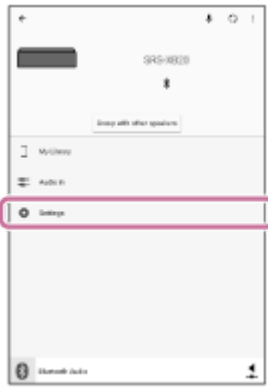 SRS-XB20
Group with other speakers
My Library
Audio in
Settings
Bluetooth Audio